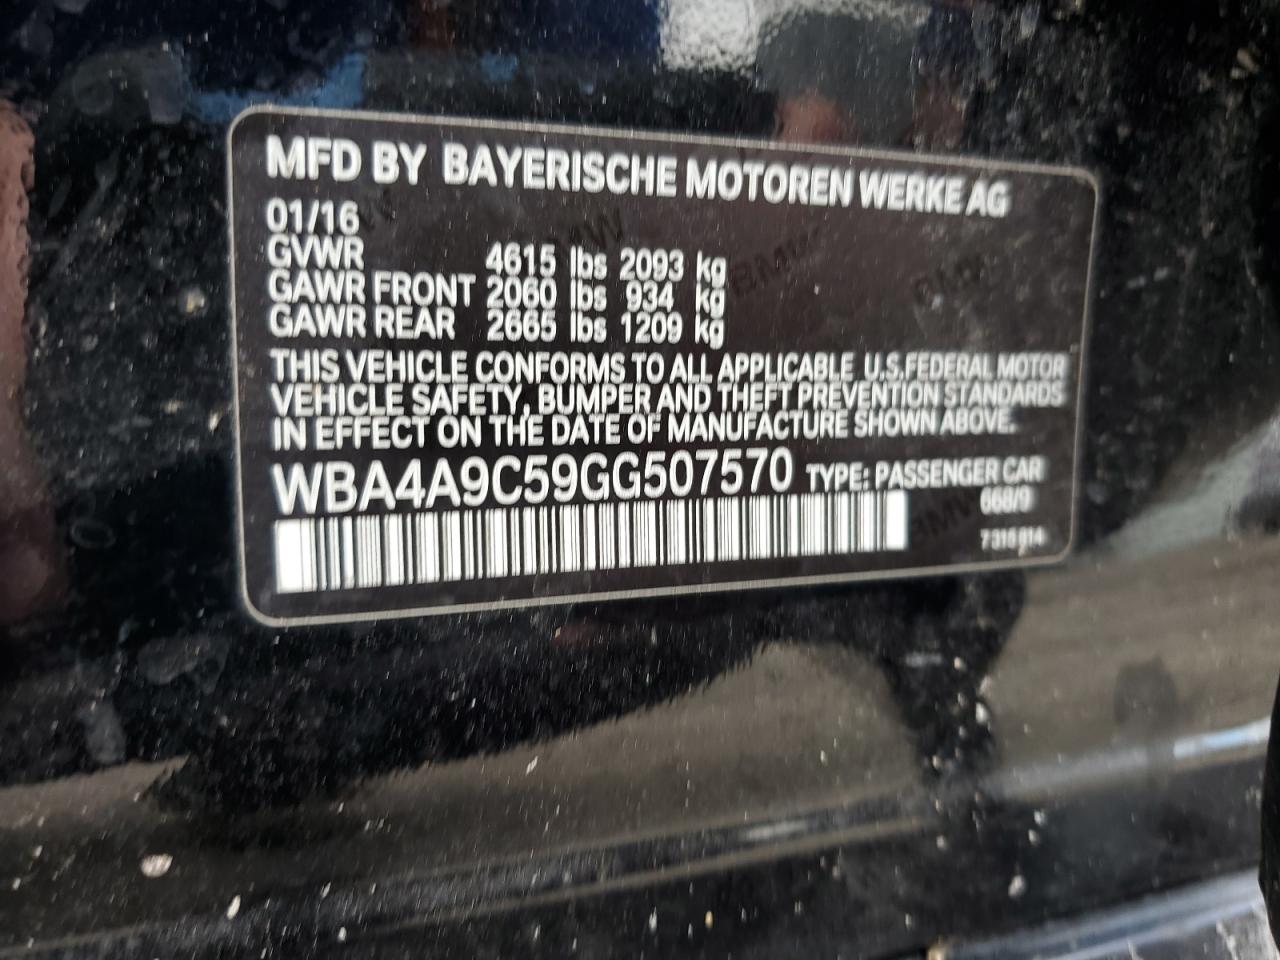 MFD BY BAYERISCHE MOTOREN WERKE AG
01/16
GVWR 4615 lbs 2093 kg
GAWR FRONT 2060 lbs 934 kg
GAWR REAR 2665 lbs 1209 kg
THIS VEHICLE CONFORMS TO ALL APPLICABLE U.S.FEDERAL MOTOR
VEHICLE SAFETY, BUMPER AND THEFT PREVENTION STANDARDS
IN EFFECT ON THE DATE OF MANUFACTURE SHOWN ABOVE.
WBA4A9C59GG507570 TYPE: PASSENGER CAR
668/9